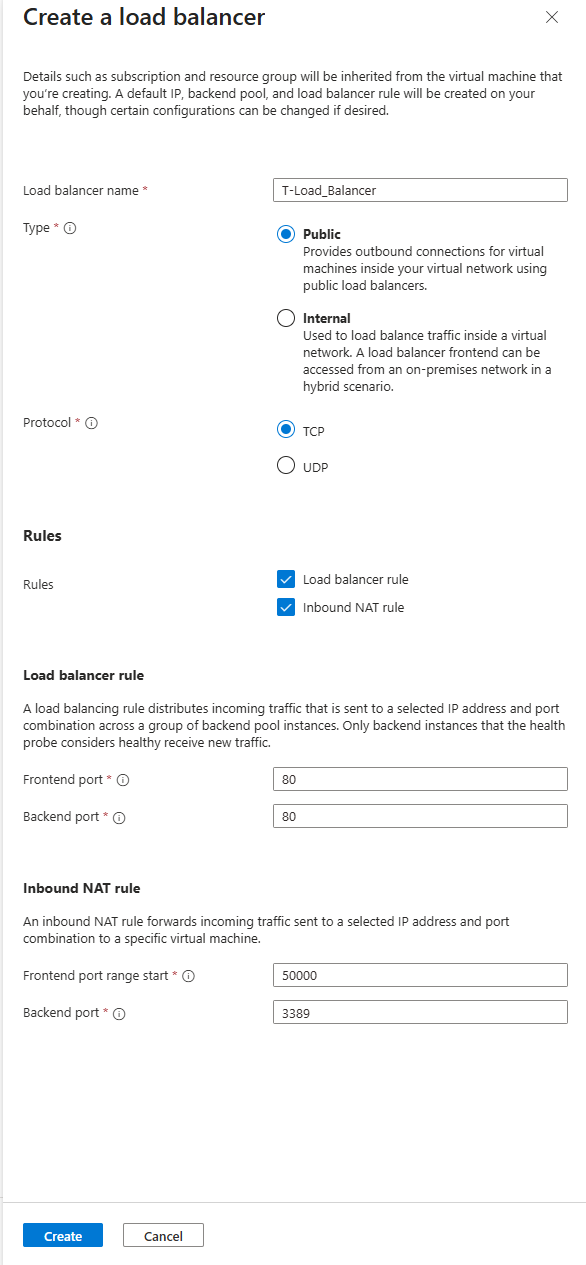 Create a load balancer
Details such as subscription and resource group will be inherited from the virtual machine that
you're creating. A default IP, backend pool, and load balancer rule will be created on your
behalf, though certain configurations can be changed if desired.
Load balancer name *
T-Load_Balancer
Type *
Public
Provides outbound connections for virtual
machines inside your virtual network using
public load balancers.
Internal
Used to load balance traffic inside a virtual
network. A load balancer frontend can be
accessed from an on-premises network in a
hybrid scenario.
Protocol *
TCP
UDP
Rules
Rules
Load balancer rule
Inbound NAT rule
Load balancer rule
A load balancing rule distributes incoming traffic that is sent to a selected IP address and port
combination across a group of backend pool instances. Only backend instances that the health
probe considers healthy receive new traffic.
Frontend port *
80
Backend port *
80
Inbound NAT rule
An inbound NAT rule forwards incoming traffic sent to a selected IP address and port
combination to a specific virtual machine.
Frontend port range start *
50000
Backend port *
3389
Create
Cancel